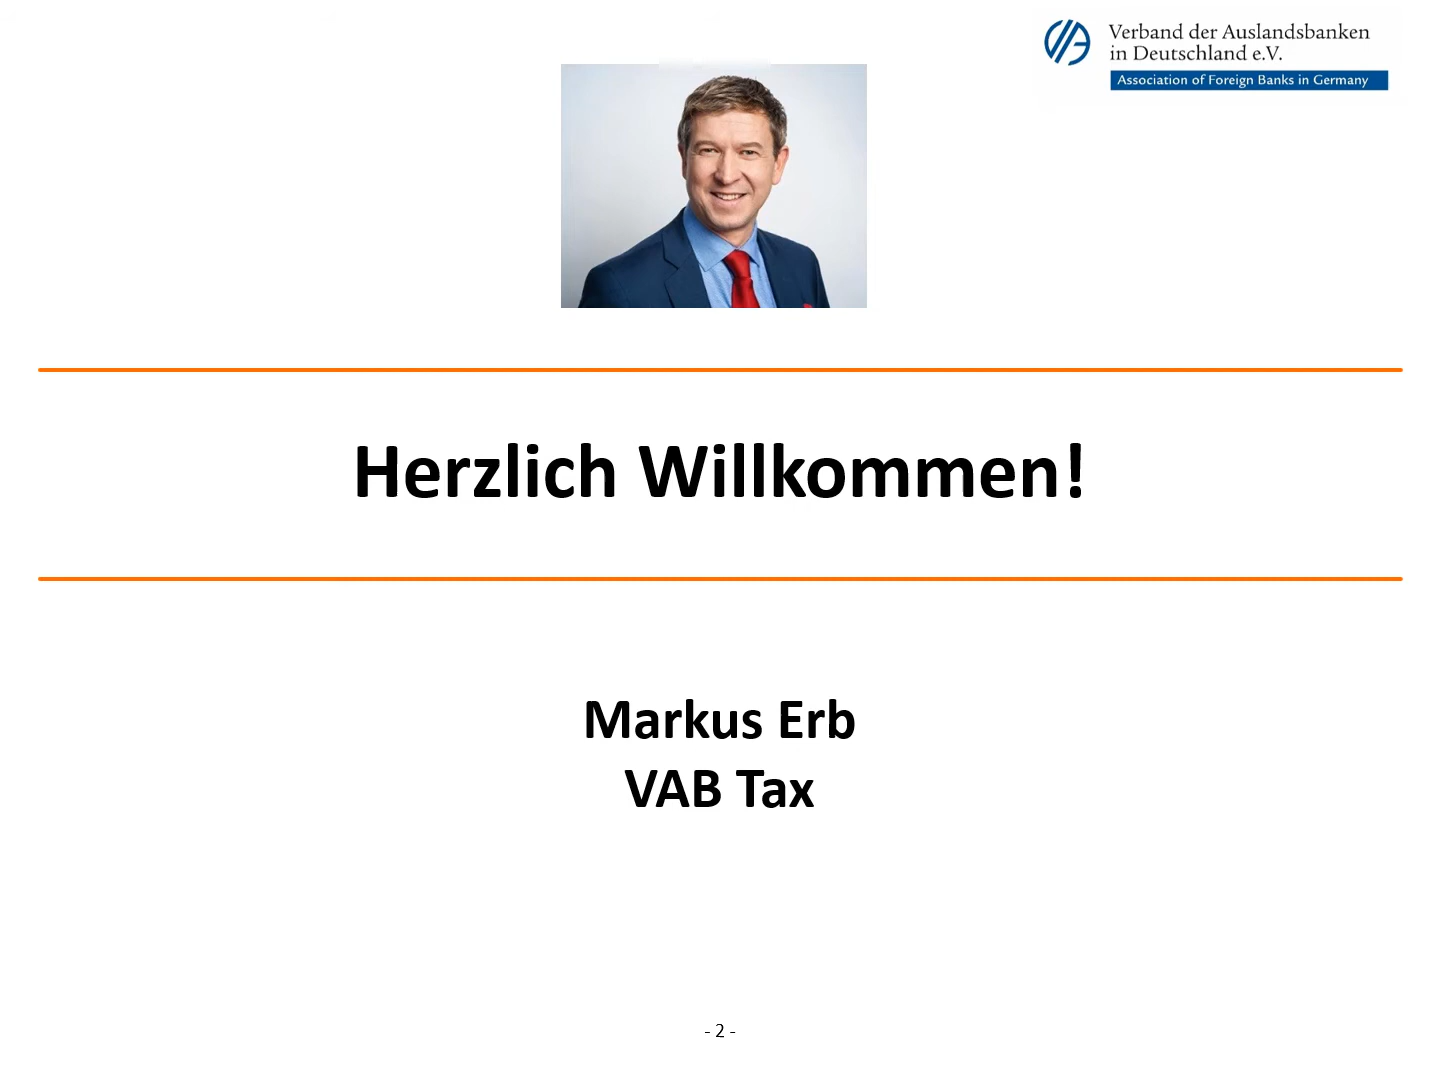 Verband der Auslandsbanken
in Deutschland e.V.
Association of Foreign Banks in Germany
Herzlich Willkommen!
Markus Erb
VAB Tax
- 2 -